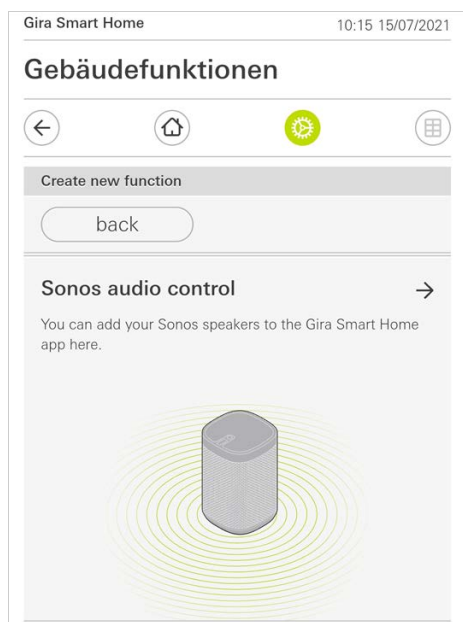 Gira Smart Home 10:15 15/07/2021
Gebäudefunktionen
Create new function
back
Sonos audio control
You can add your Sonos speakers to the Gira Smart Home
app here.